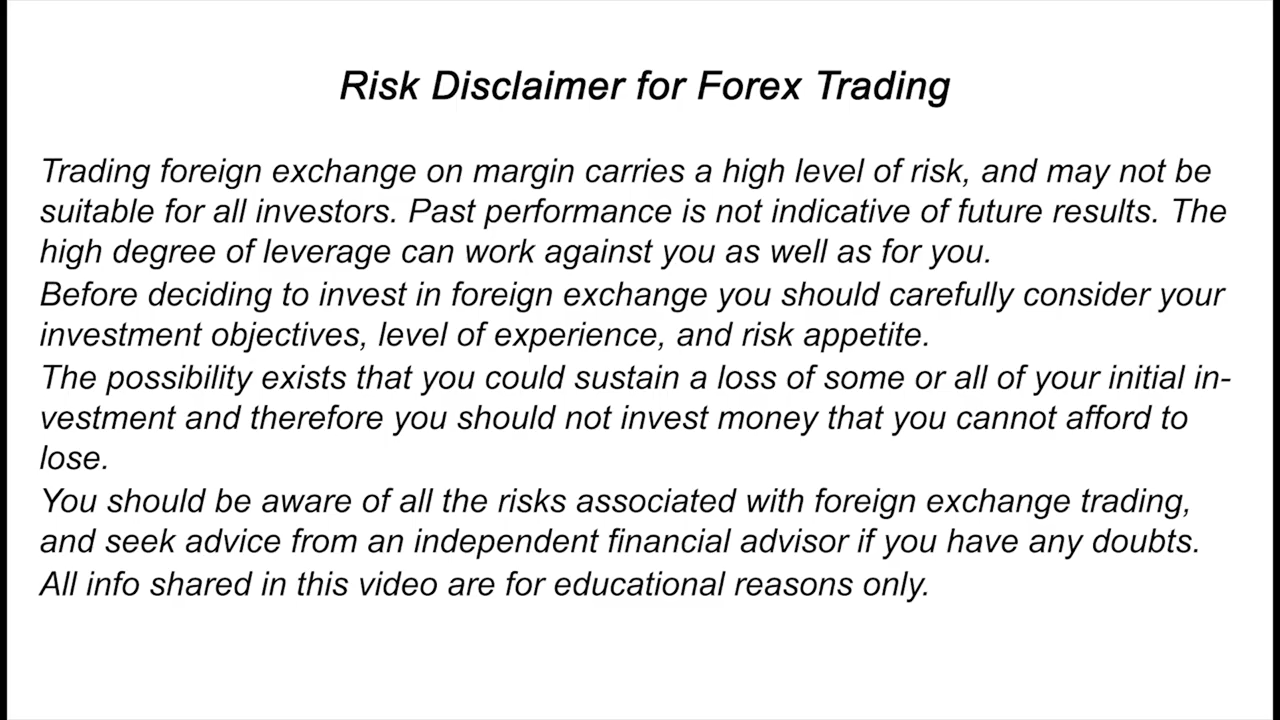 Risk Disclaimer for Forex Trading
Trading foreign exchange on margin carries a high level of risk, and may not be
suitable for all investors. Past performance is not indicative of future results. The
high degree of leverage can work against you as well as for you.
Before deciding to invest in foreign exchange you should carefully consider your
investment objectives, level of experience, and risk appetite.
The possibility exists that you could sustain a loss of some or all of your initial in-
vestment and therefore you should not invest money that you cannot afford to
lose.
You should be aware of all the risks associated with foreign exchange trading,
and seek advice from an independent financial advisor if you have any doubts.
All info shared in this video are for educational reasons only.